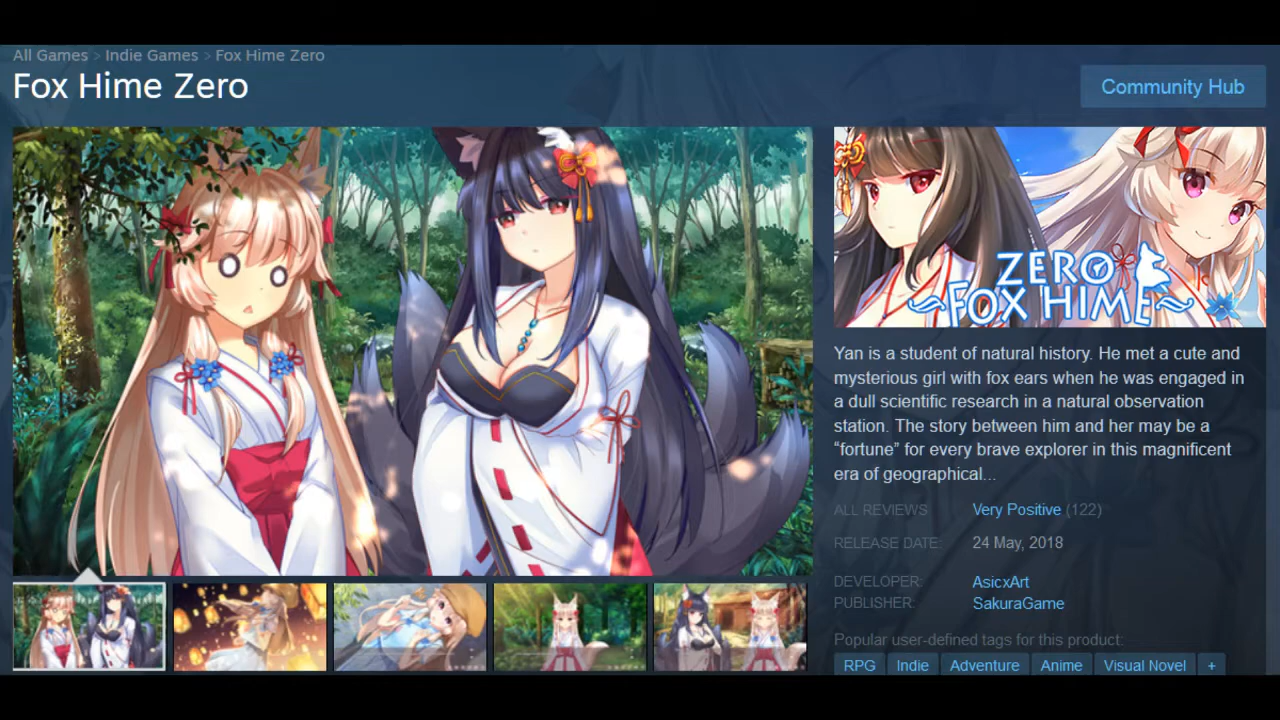 All Games > Indie Games > Fox Hime Zero
Fox Hime Zero
Community Hub
ZERO
FOX HIME
Yan is a student of natural history. He met a cute and
mysterious girl with fox ears when he was engaged in
a dull scientific research in a natural observation
station. The story between him and her may be a
“fortune” for every brave explorer in this magnificent
era of geographical...
ALL REVIEWS Very Positive (122)
RELEASE DATE: 24 May, 2018
DEVELOPER: AsicxArt
PUBLISHER: SakuraGame
Popular user-defined tags for this product:
RPG Indie Adventure Anime Visual Novel +